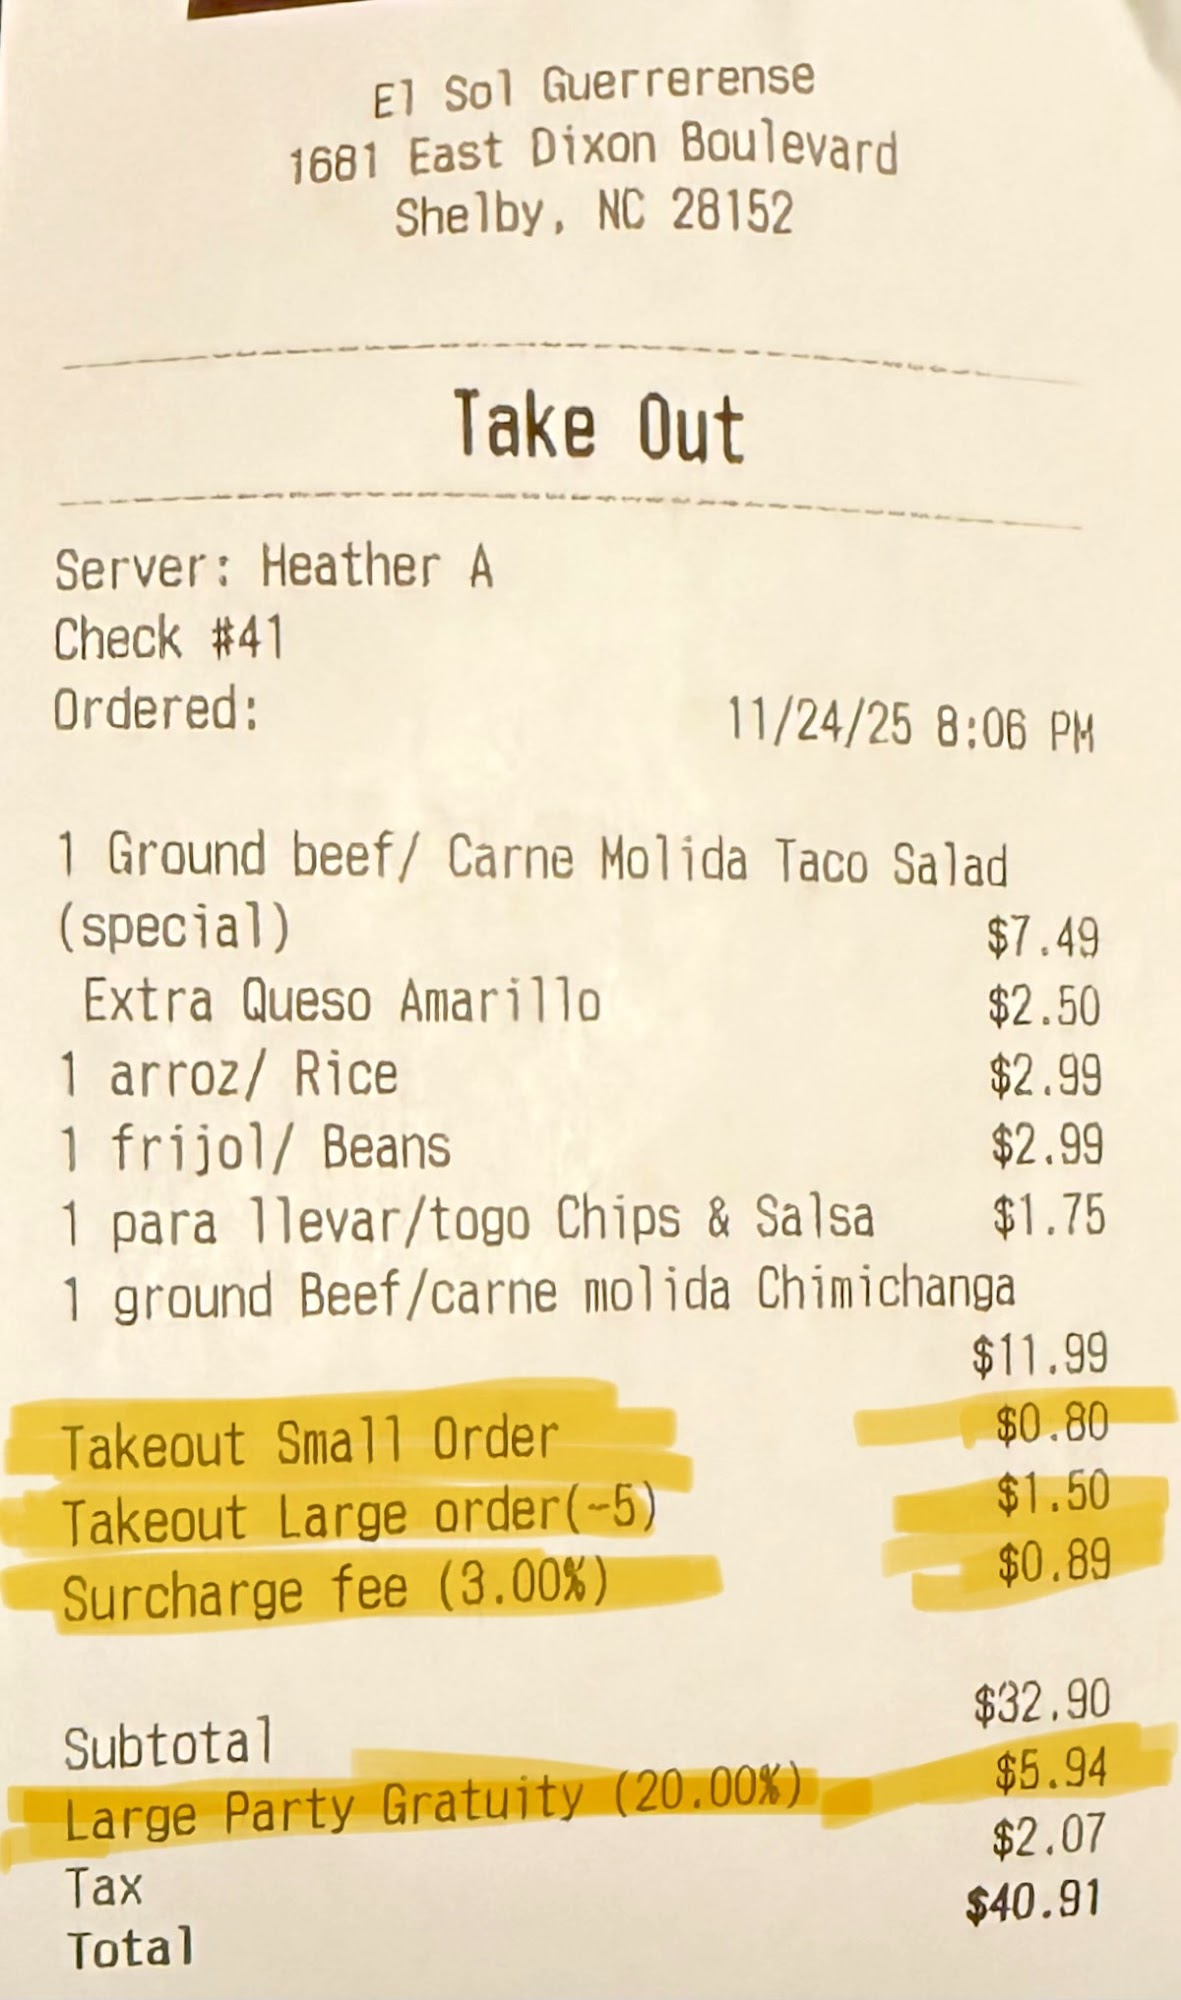 El Sol Guerrerense
1681 East Dixon Boulevard
Shelby, NC 28152
Take Out
Server: Heather A
Check #41
Ordered: 11/24/25 8:06 PM
1 Ground beef/ Carne Molida Taco Salad
(special) $7.49
Extra Queso Amarillo $2.50
1 arroz/ Rice $2.99
1 frijol/ Beans $2.99
1 para llevar/togo Chips & Salsa $1.75
1 ground Beef/carne molida Chimichanga
$11.99
Takeout Small Order $0.80
Takeout Large order(-5) $1.50
Surcharge fee (3.00%) $0.89
Subtotal $32.90
Large Party Gratuity (20.00%) $5.94
Tax $2.07
Total $40.91